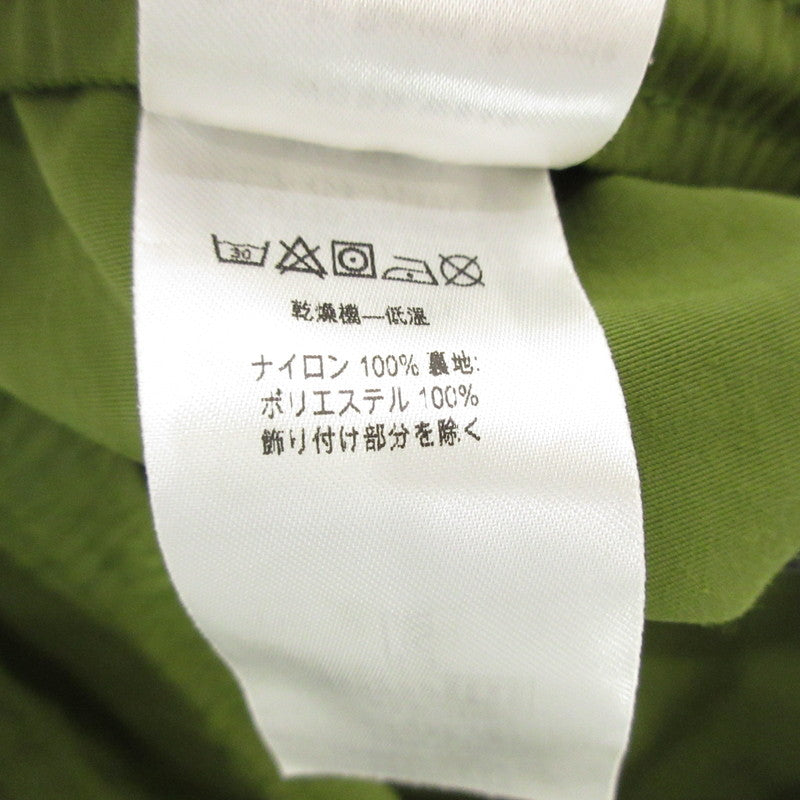 30
乾燥機—低温
ナイロン 100% 裏地:
ポリエステル 100%
飾り付け部分を除く